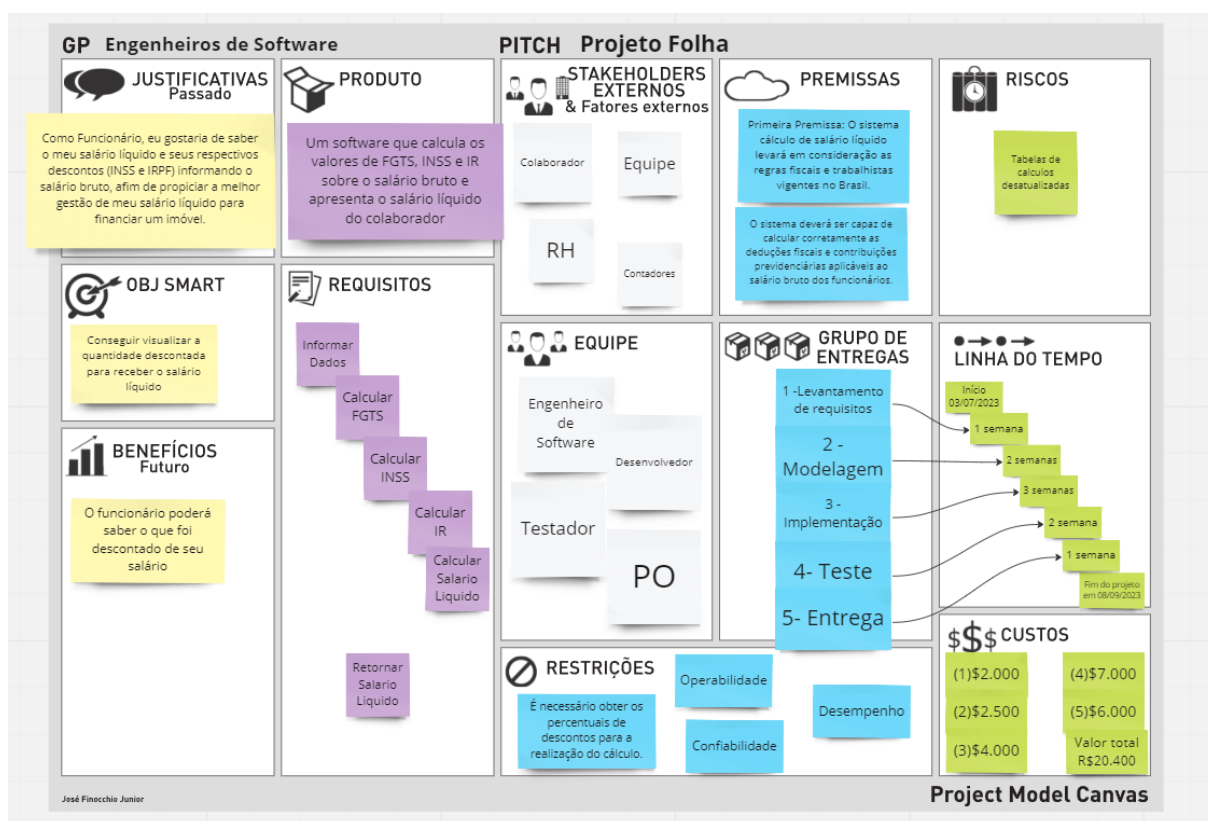 GP Engenheiros de Software
PITCH Projeto Folha
JUSTIFICATIVAS
Passado
Como Funcionário, eu gostaria de saber
o meu salário líquido e seus respectivos
descontos (INSS e IRPF) informando o
salário bruto, afim de propiciar a melhor
gestão de meu salário líquido para
financiar um imóvel.
PRODUTO
Um software que calcula os
valores de FGTS, INSS e IR
sobre o salário bruto e
apresenta o salário líquido
do colaborador
STAKEHOLDERS
EXTERNOS
& Fatores externos
Colaborador
Equipe
RH
Contadores
PREMISSAS
Primeira Premissa: O sistema
cálculo de salário líquido
levará em consideração as
regras fiscais e trabalhistas
vigentes no Brasil.
O sistema deverá ser capaz de
calcular corretamente as
deduções fiscais e contribuições
previdenciárias aplicáveis ao
salário bruto dos funcionários.
RISCOS
Tabelas de
calculos
desatualizadas
OBJ SMART
Conseguir visualizar a
quantidade descontada
para receber o salário
líquido
REQUISITOS
Informar
Dados
Calcular
FGTS
Calcular
INSS
Calcular
IR
Calcular
Salario
Liquido
Retornar
Salario
Liquido
EQUIPE
Engenheiro
de
Software
Desenvolvedor
Testador
PO
GRUPO DE
ENTREGAS
1 -Levantamento
de requisitos
2 -
Modelagem
3 -
Implementação
4- Teste
5- Entrega
LINHA DO TEMPO
Início
03/07/2023
1 semana
2 semanas
3 semanas
2 semana
1 semana
Fim do projeto
em 08/09/2023
BENEFÍCIOS
Futuro
O funcionário poderá
saber o que foi
descontado de seu
salário
RESTRIÇÕES
É necessário obter os
percentuais de
descontos para a
realização do cálculo.
Operabilidade
Confiabilidade
Desempenho
$$$ CUSTOS
(1)$2.000
(2)$2.500
(3)$4.000
(4)$7.000
(5)$6.000
Valor total
R$20.400
José Finocchio Junior
Project Model Canvas